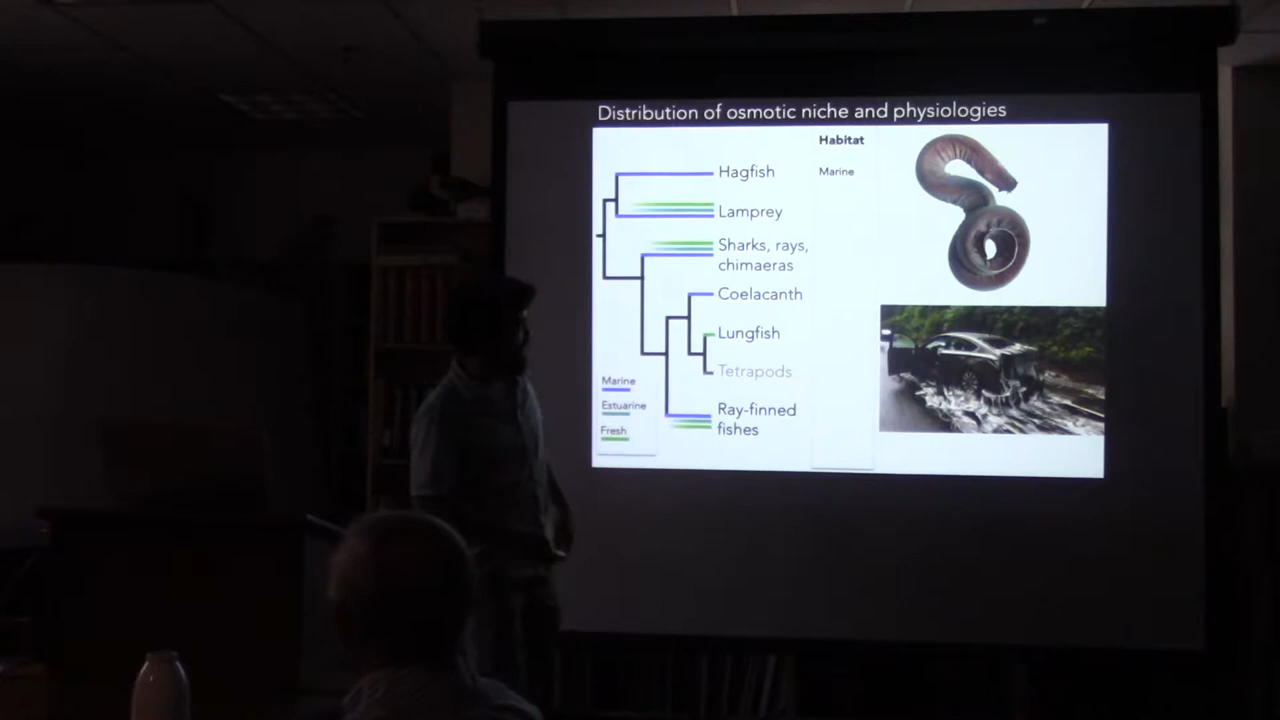 Distribution of osmotic niche and physiologies
Habitat
Hagfish
Marine
Lamprey
Sharks, rays,
chimaeras
Coelacanth
Lungfish
Tetrapods
Ray-finned
fishes
Marine
Estuarine
Fresh